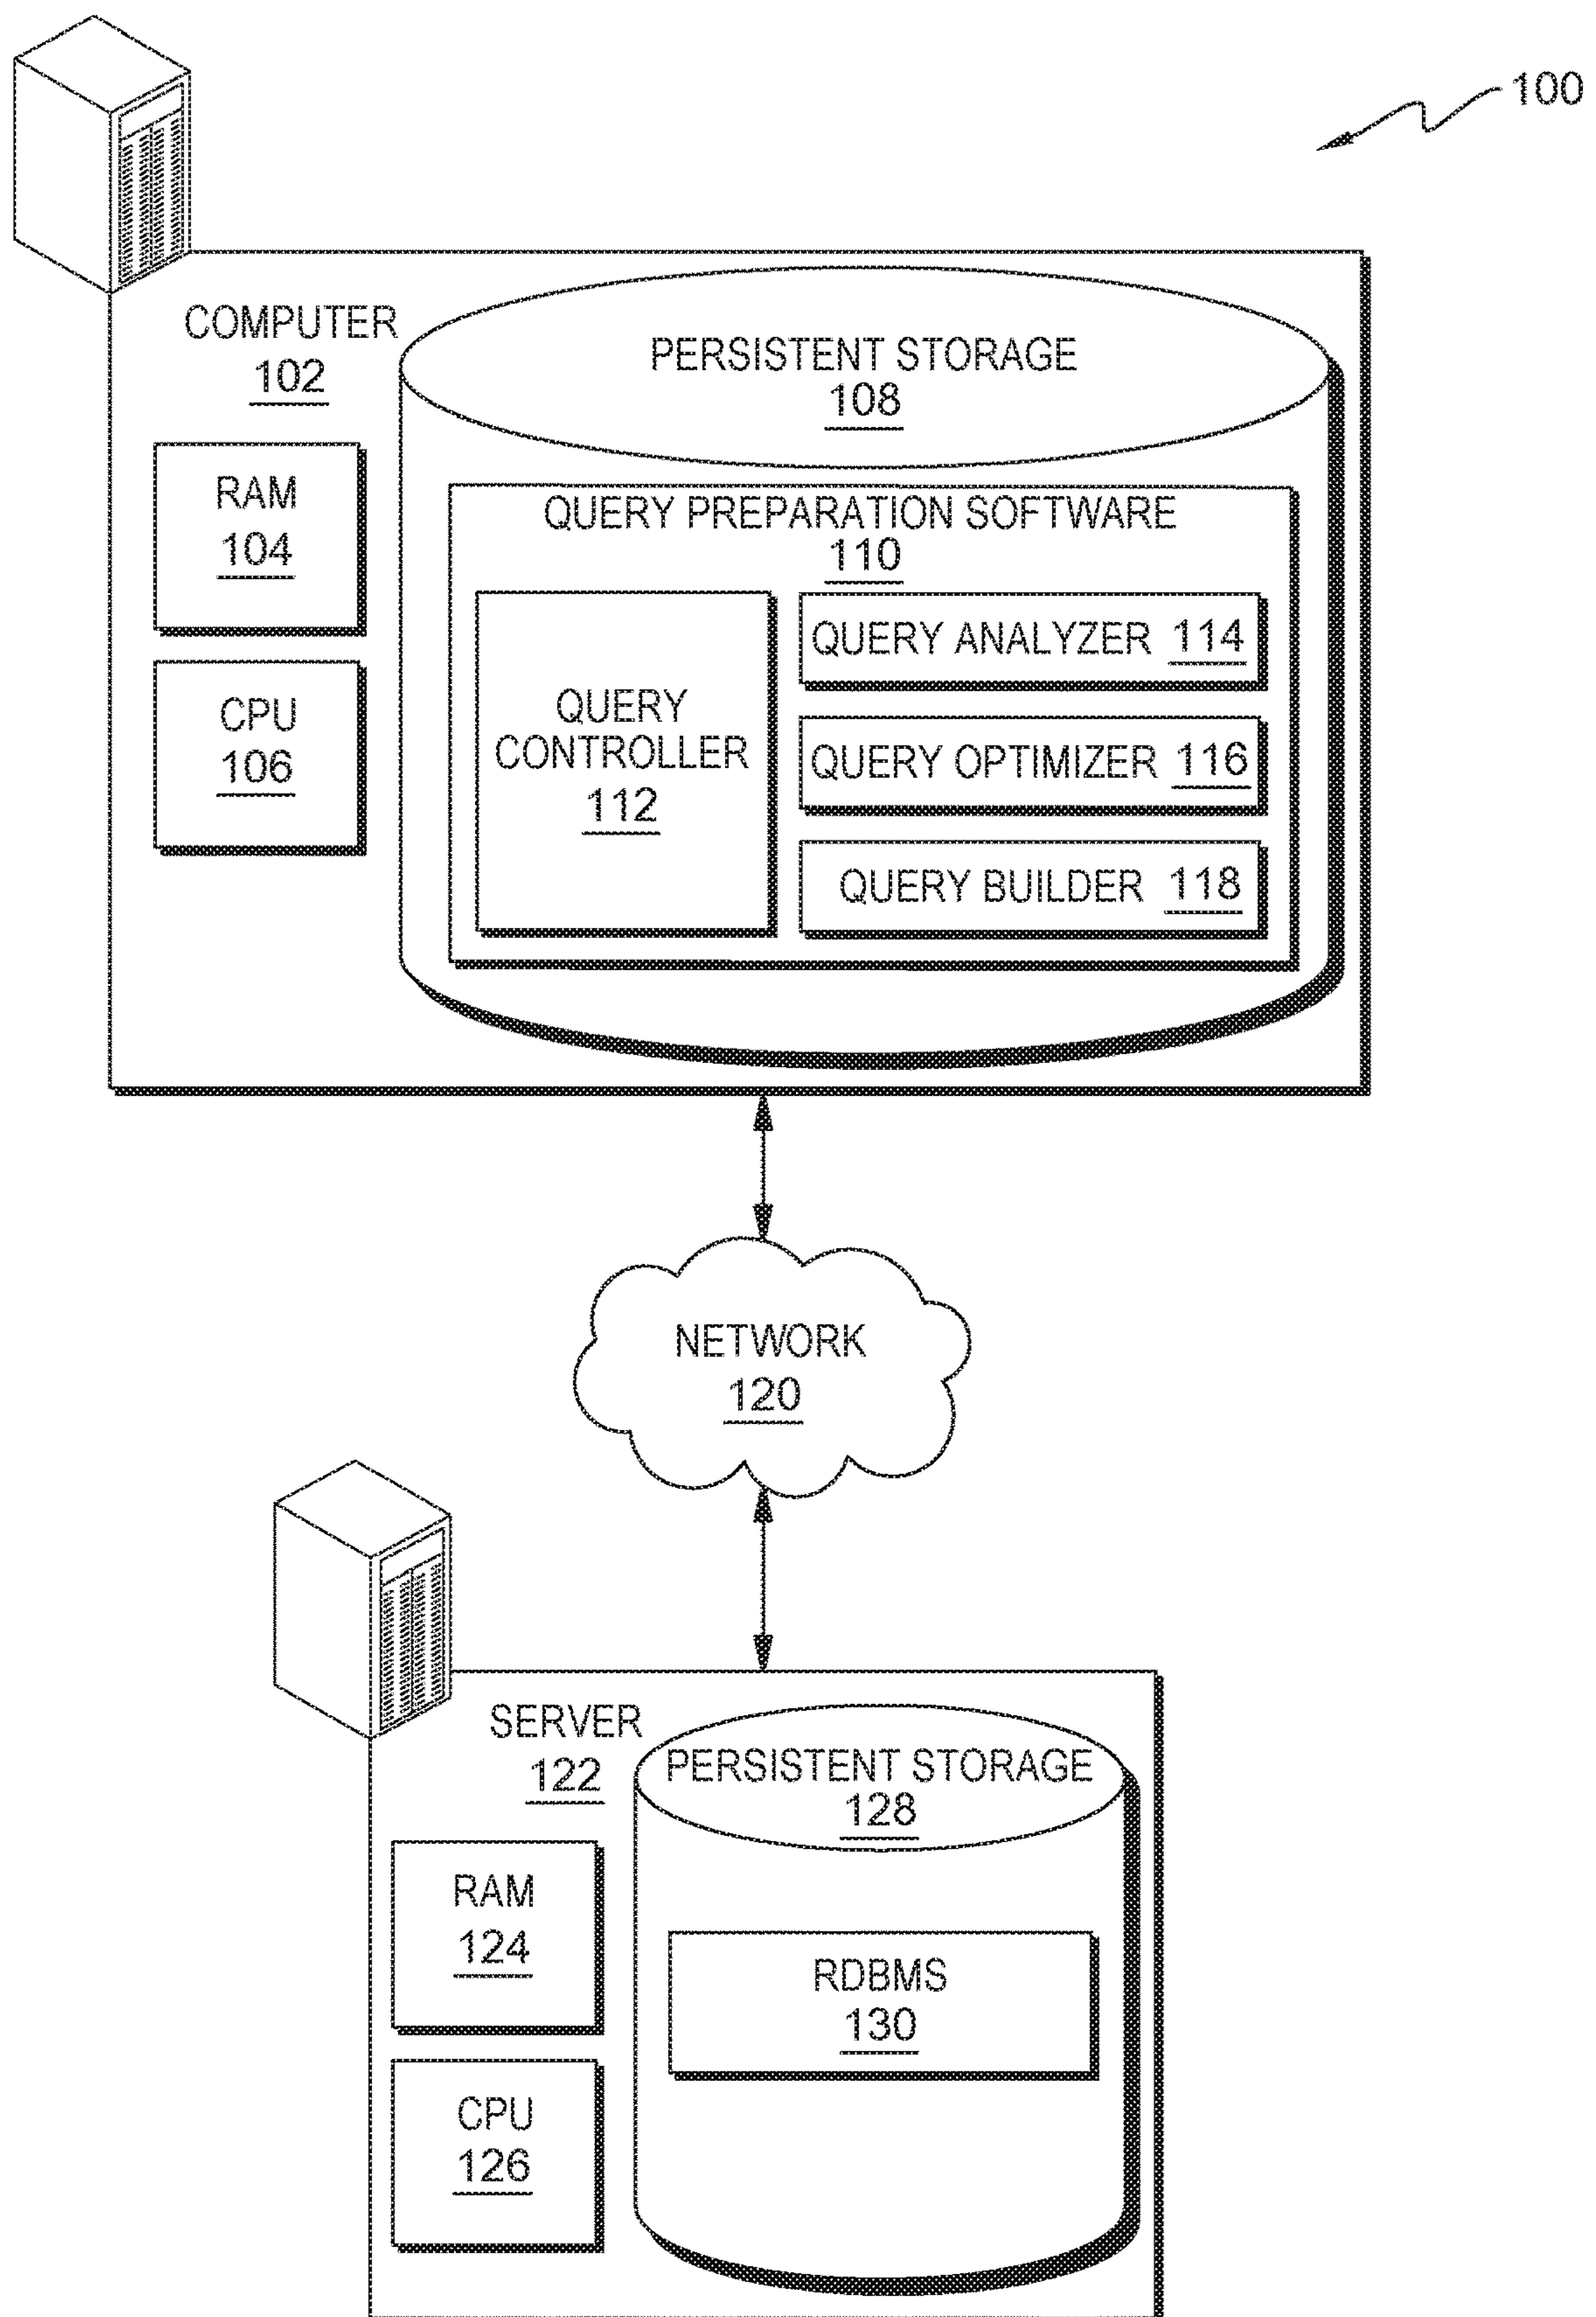 100
COMPUTER
102
PERSISTENT STORAGE
108
RAM
104
CPU
106
QUERY PREPARATION SOFTWARE
110
QUERY
CONTROLLER
112
QUERY ANALYZER 114
QUERY OPTIMIZER 116
QUERY BUILDER 118
NETWORK
120
SERVER
122
PERSISTENT STORAGE
128
RAM
124
CPU
126
RDBMS
130